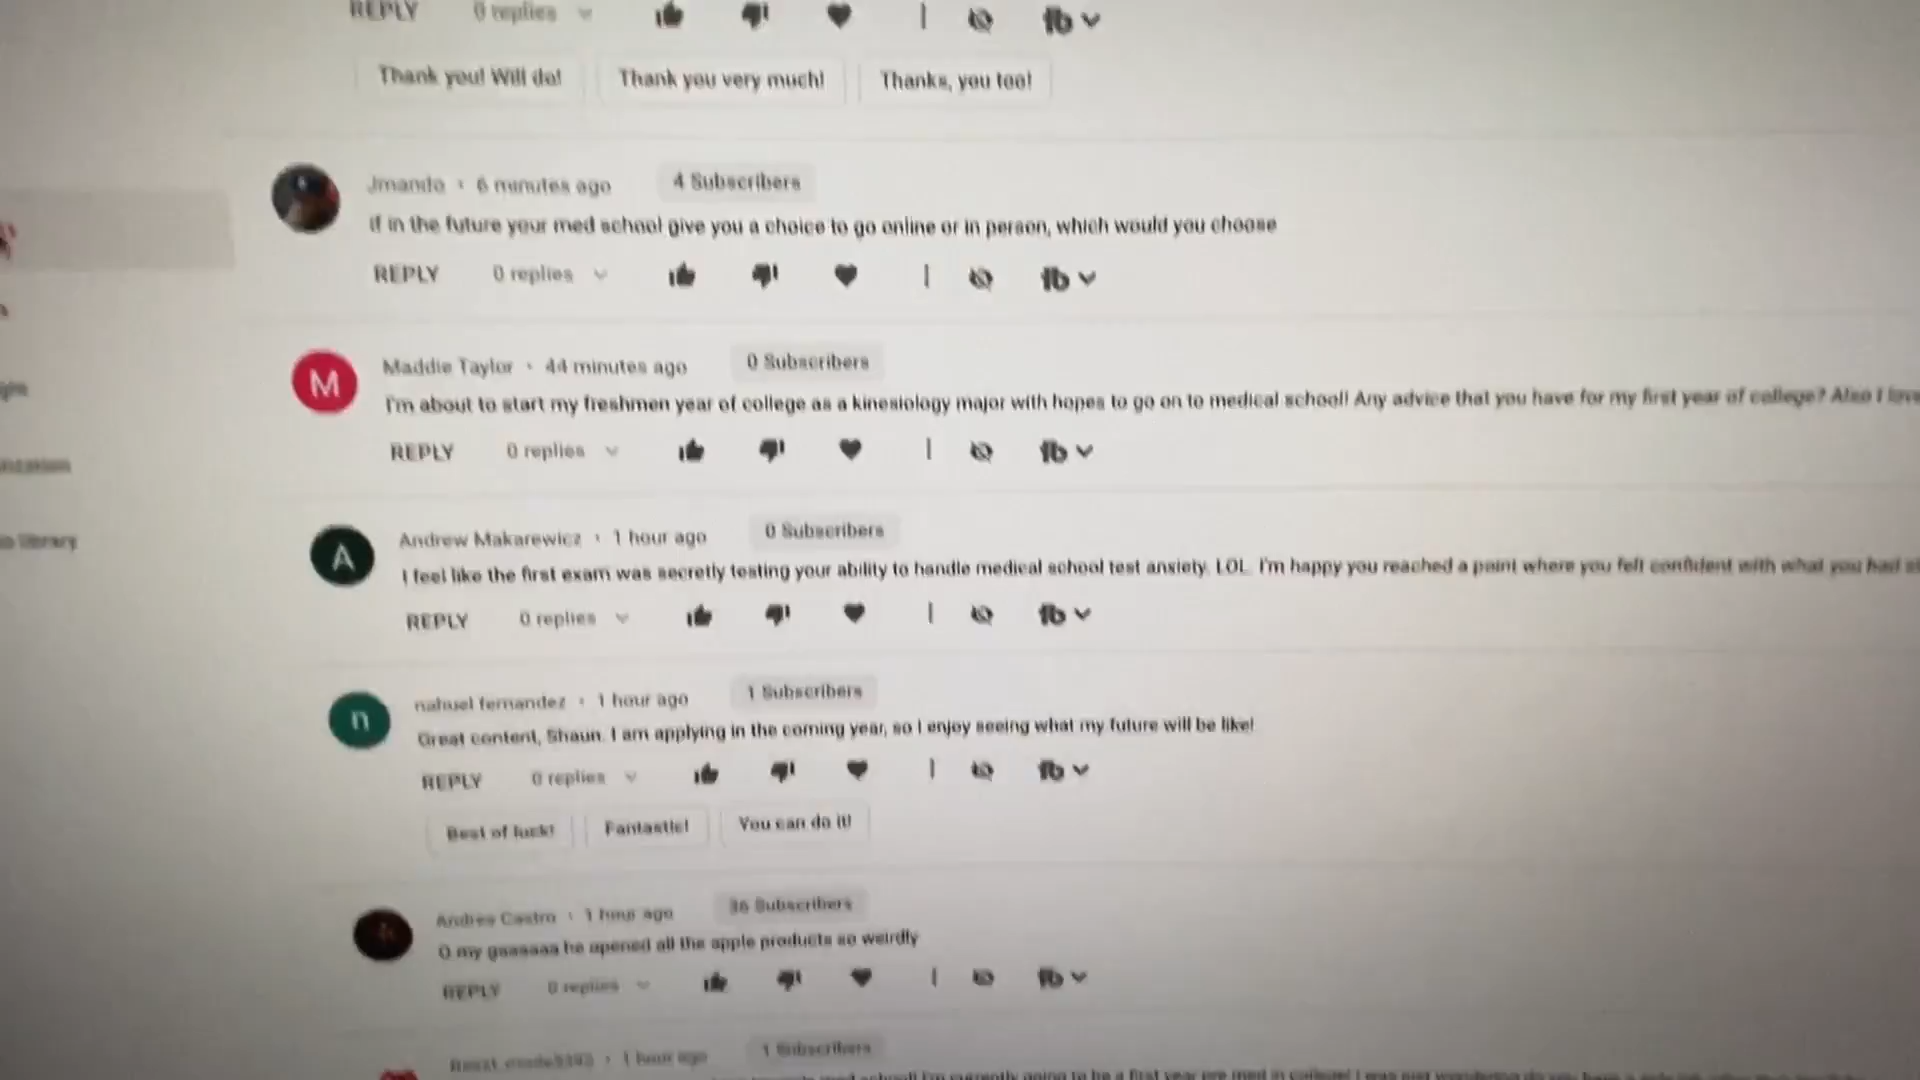 REPLY 0 replies
Thank you! Will do! Thank you very much! Thanks, you too!
Jmando • 6 minutes ago 4 Subscribers
if in the future your med school give you a choice to go online or in person, which would you choose
REPLY 0 replies
M Maddie Taylor • 44 minutes ago 0 Subscribers
I'm about to start my freshmen year of college as a kinesiology major with hopes to go on to medical school! Any advice that you have for my first year of college? Also I love
REPLY 0 replies
A Andrew Makarewicz • 1 hour ago 0 Subscribers
I feel like the first exam was secretly testing your ability to handle medical school test anxiety. LOL. I'm happy you reached a point where you felt confident with what you had
REPLY 0 replies
n nahuel fernandez • 1 hour ago 1 Subscribers
Great content, Shaun. I am applying in the coming year, so I enjoy seeing what my future will be like!
REPLY 0 replies
Best of luck! Fantastic! You can do it!
Andres Castro • 1 hour ago 36 Subscribers
O my gaaaaaa he opened all the apple products so weirdly
REPLY 0 replies
1 hour ago 1 Subscribers
library